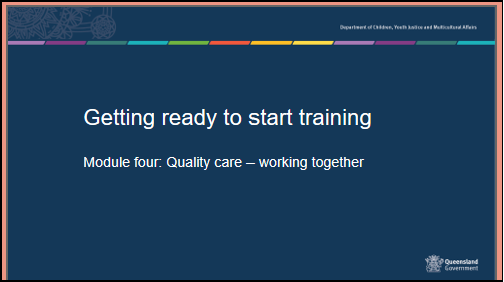 Department of Children, Youth Justice and Multicultural Affairs
Getting ready to start training
Module four: Quality care – working together
Queensland
Government